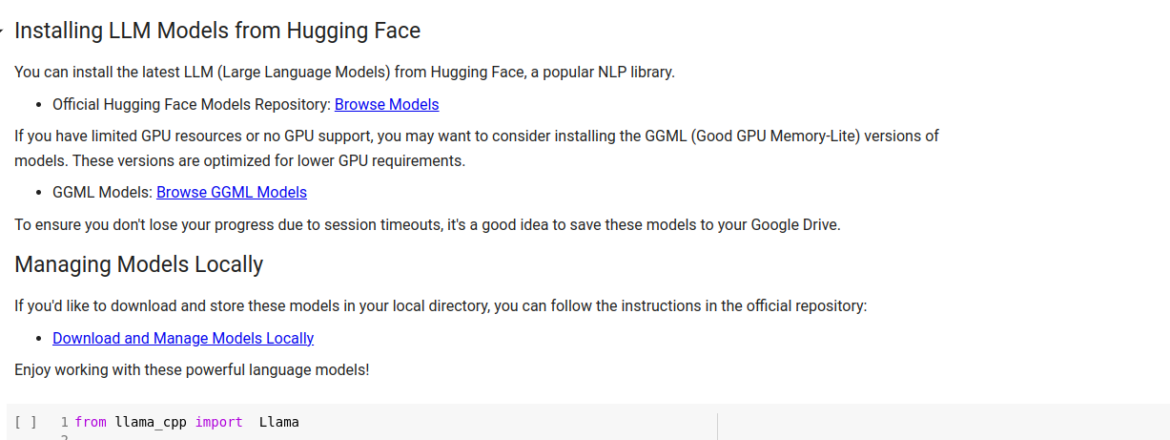 Installing LLM Models from Hugging Face
You can install the latest LLM (Large Language Models) from Hugging Face, a popular NLP library.
• Official Hugging Face Models Repository: Browse Models
If you have limited GPU resources or no GPU support, you may want to consider installing the GGML (Good GPU Memory-Lite) versions of
models. These versions are optimized for lower GPU requirements.
• GGML Models: Browse GGML Models
To ensure you don't lose your progress due to session timeouts, it's a good idea to save these models to your Google Drive.
Managing Models Locally
If you'd like to download and store these models in your local directory, you can follow the instructions in the official repository:
• Download and Manage Models Locally
Enjoy working with these powerful language models!
[ ] 1 from llama_cpp import  Llama
2